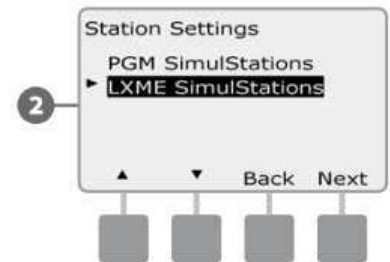 Station Settings
PGM SimulStations
► LXME SimulStations
2
▲ ▼ Back Next